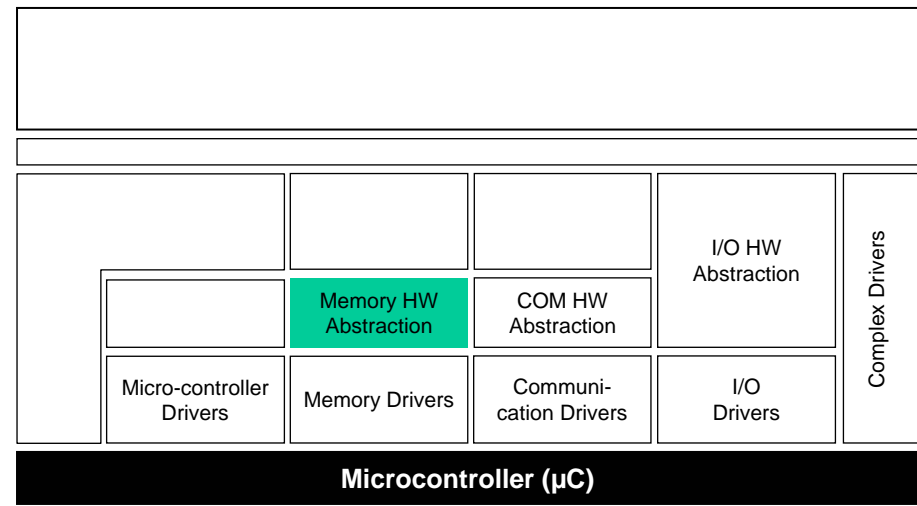 I/O HW
Abstraction
Complex Drivers
Memory HW
Abstraction
COM HW
Abstraction
Micro-controller
Drivers
Memory Drivers
Communi-
cation Drivers
I/O
Drivers
Microcontroller (µC)